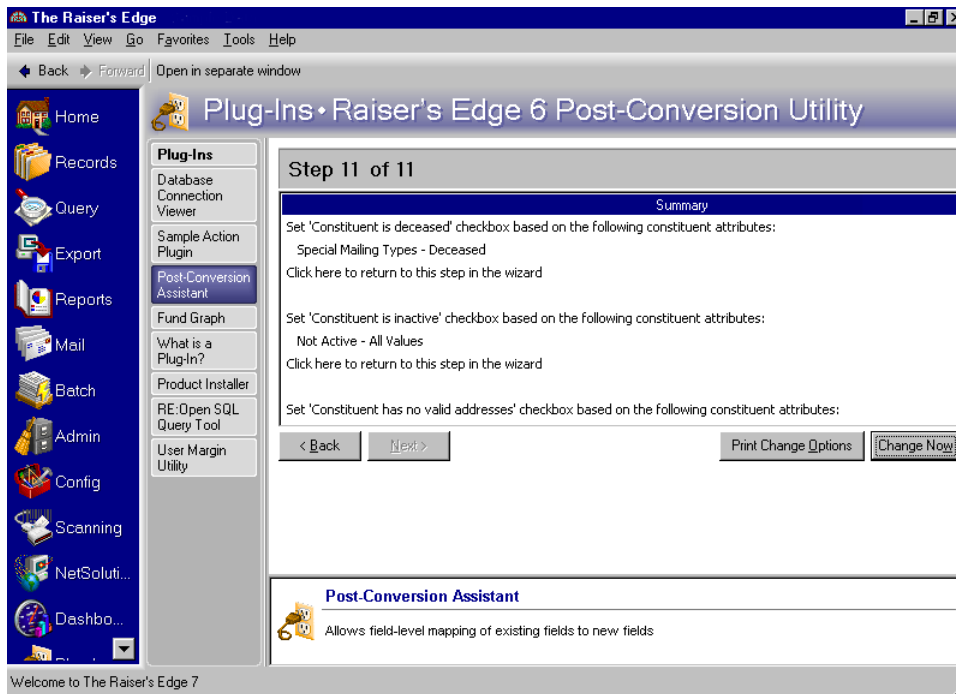 The Raiser's Edge
File Edit View Go Favorites Tools Help
Back Forward Open in separate window
Plug-Ins • Raiser's Edge 6 Post-Conversion Utility
Home
Records
Query
Export
Reports
Mail
Batch
Admin
Config
Scanning
NetSoluti...
Dashbo...
Plug-Ins
Database
Connection
Viewer
Sample Action
Plugin
Post-Conversion
Assistant
Fund Graph
What is a
Plug-In?
Product Installer
RE:Open SQL
Query Tool
User Margin
Utility
Step 11 of 11
Summary
Set 'Constituent is deceased' checkbox based on the following constituent attributes:
Special Mailing Types - Deceased
Click here to return to this step in the wizard
Set 'Constituent is inactive' checkbox based on the following constituent attributes:
Not Active - All Values
Click here to return to this step in the wizard
Set 'Constituent has no valid addresses' checkbox based on the following constituent attributes:
< Back Next > Print Change Options Change Now
Post-Conversion Assistant
Allows field-level mapping of existing fields to new fields
Welcome to The Raiser's Edge 7